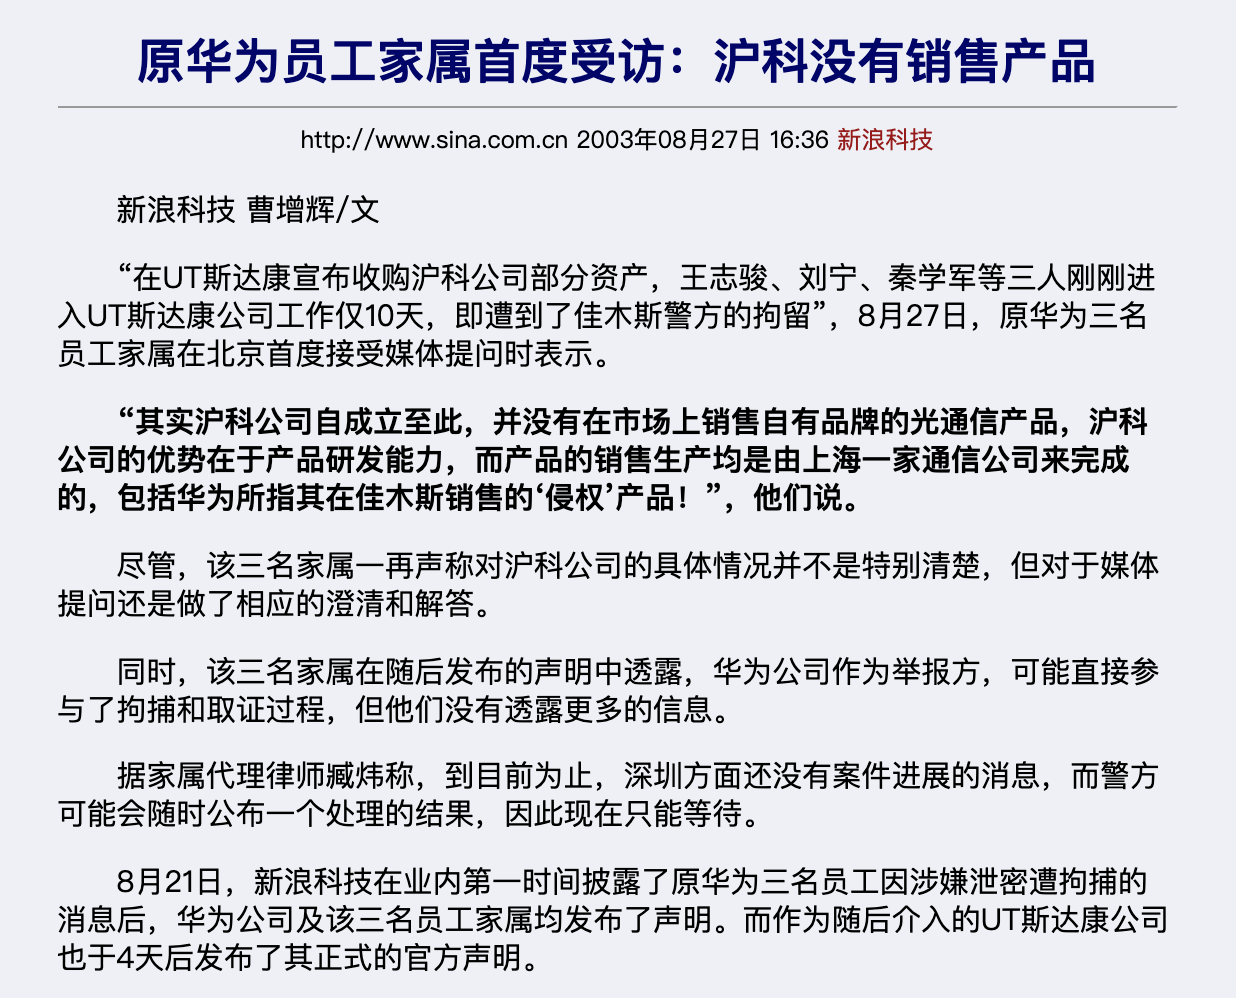 原华为员工家属首度受访：沪科没有销售产品
http://www.sina.com.cn 2003年08月27日 16:36 新浪科技
新浪科技 曹增辉/文
“在UT斯达康宣布收购沪科公司部分资产，王志骏、刘宁、秦学军等三人刚刚进
入UT斯达康公司工作仅10天，即遭到了佳木斯警方的拘留”，8月27日，原华为三名
员工家属在北京首度接受媒体提问时表示。
“其实沪科公司自成立至此，并没有在市场上销售自有品牌的光通信产品，沪科
公司的优势在于产品研发能力，而产品的销售生产均是由上海一家通信公司来完成
的，包括华为所指其在佳木斯销售的‘侵权’产品！”，他们说。
尽管，该三名家属一再声称对沪科公司的具体情况并不是特别清楚，但对于媒体
提问还是做了相应的澄清和解答。
同时，该三名家属在随后发布的声明中透露，华为公司作为举报方，可能直接参
与了拘捕和取证过程，但他们没有透露更多的信息。
据家属代理律师臧炜称，到目前为止，深圳方面还没有案件进展的消息，而警方
可能会随时公布一个处理的结果，因此现在只能等待。
8月21日，新浪科技在业内第一时间披露了原华为三名员工因涉嫌泄密遭拘捕的
消息后，华为公司及该三名员工家属均发布了声明。而作为随后介入的UT斯达康公司
也于4天后发布了其正式的官方声明。